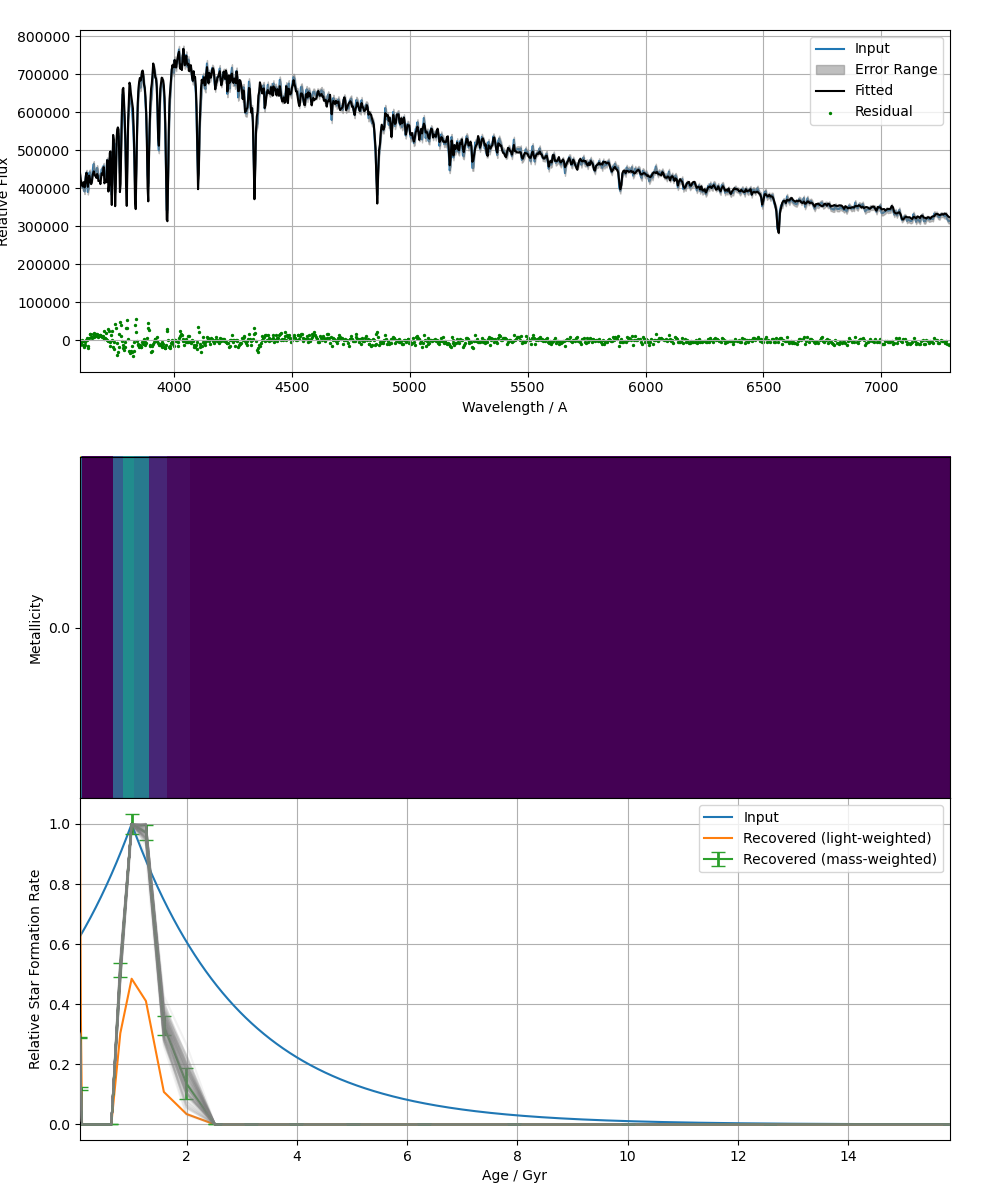 800000
700000
600000
500000
400000
300000
200000
100000
0
Relative Flux
Input
Error Range
Fitted
Residual
4000 4500 5000 5500 6000 6500 7000
Wavelength / A
Metallicity
0.0
1.0
0.8
0.6
0.4
0.2
0.0
Relative Star Formation Rate
Input
Recovered (light-weighted)
Recovered (mass-weighted)
2 4 6 8 10 12 14
Age / Gyr